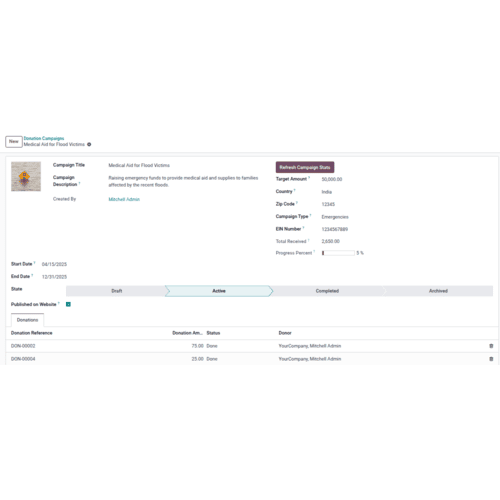 New
Donation Campaigns
Medical Aid for Flood Victims
Campaign Title
Medical Aid for Flood Victims
Campaign Description ?
Raising emergency funds to provide medical aid and supplies to families
affected by the recent floods.
Created By
Mitchell Admin
Refresh Campaign Stats
Target Amount ?
50,000.00
Country ?
India
Zip Code ?
12345
Campaign Type ?
Emergencies
EIN Number ?
1234567889
Total Received ?
2,650.00
Progress Percent ?
5 %
Start Date ?
04/15/2025
End Date ?
12/31/2025
State
Draft
Active
Completed
Archived
Published on Website ?
Donations
Donation Reference
Donation Am...
Status
Donor
DON-00002
75.00
Done
YourCompany, Mitchell Admin
DON-00004
25.00
Done
YourCompany, Mitchell Admin